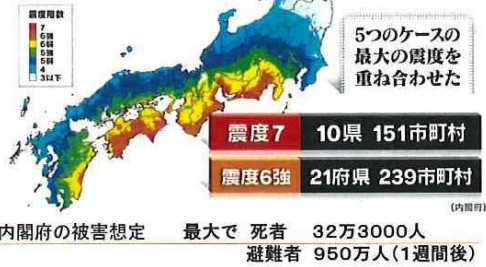 震度階数
7
6強
6弱
5強
5弱
4
3以下
5つのケースの
最大の震度を
重ね合わせた
震度7 10県 151市町村
震度6強 21府県 239市町村
(内閣府)
内閣府の被害想定 最大で 死者 32万3000人
避難者 950万人(1週間後)